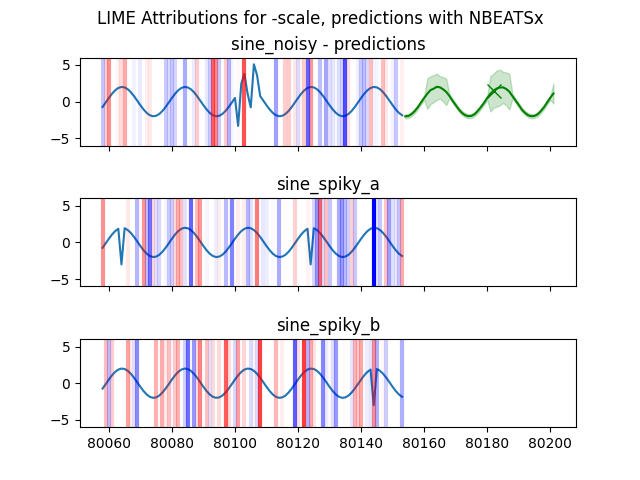 LIME Attributions for -scale, predictions with NBEATSx
sine_noisy - predictions
5
0
−5
sine_spiky_a
5
0
−5
sine_spiky_b
5
0
−5
80060 80080 80100 80120 80140 80160 80180 80200